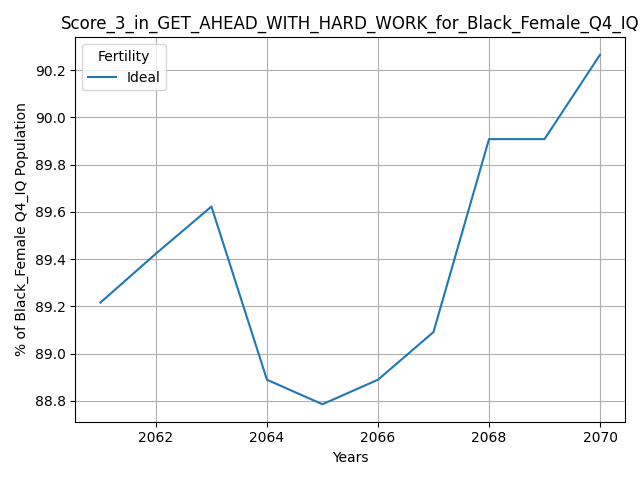 Score_3_in_GET_AHEAD_WITH_HARD_WORK_for_Black_Female_Q4_IQ
Fertility
Ideal
% of Black_Female Q4_IQ Population
90.2
90.0
89.8
89.6
89.4
89.2
89.0
88.8
2062 2064 2066 2068 2070
Years